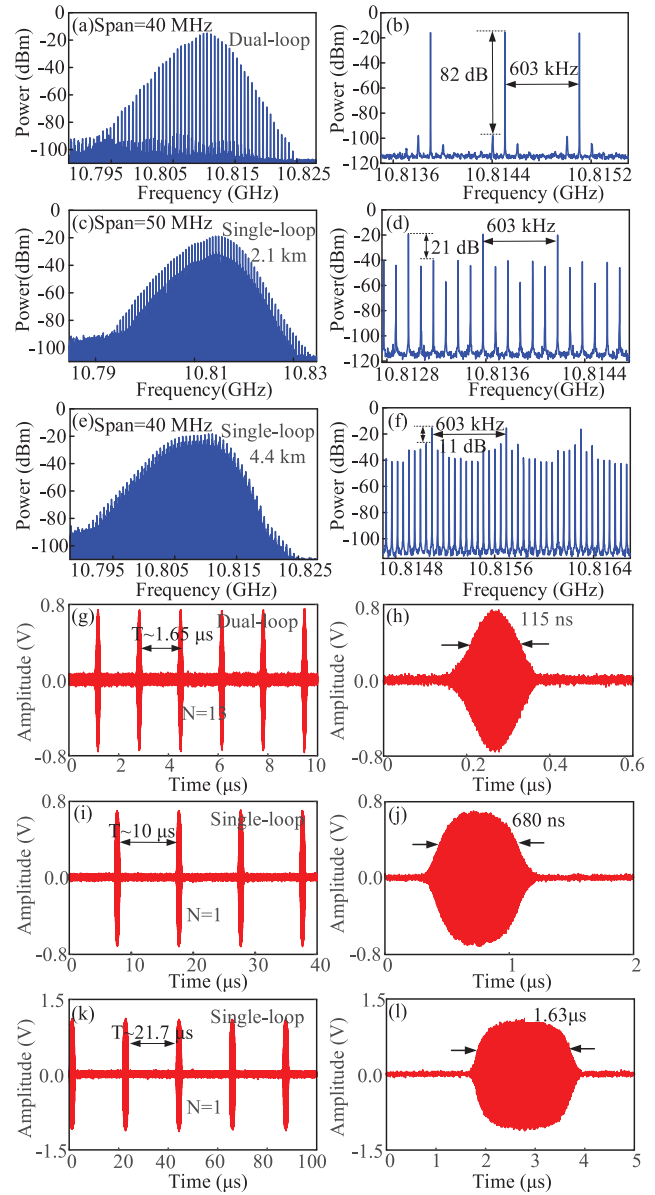 (a)Span=40 MHz
Dual-loop
Power (dBm)
0
-20
-40
-60
-80
-100
10.795 10.805 10.815 10.825
Frequency (GHz)
(b)
82 dB
603 kHz
Power (dBm)
0
-20
-40
-60
-80
-100
-120
10.8136 10.8144 10.8152
Frequency (GHz)
(c) Span=50 MHz
Single-loop
2.1 km
Power (dBm)
0
-20
-40
-60
-80
-100
10.79 10.81 10.83
Frequency(GHz)
(d)
603 kHz
21 dB
Power (dBm)
0
-20
-40
-60
-80
-100
-120
10.8128 10.8136 10.8144
Frequency(GHz)
(e)Span=40 MHz
Single-loop
4.4 km
Power (dBm)
0
-20
-40
-60
-80
-100
10.795 10.805 10.815 10.825
Frequency (GHz)
(f)
603 kHz
11 dB
Power (dBm)
0
-20
-40
-60
-80
-100
10.8148 10.8156 10.8164
Frequency (GHz)
(g)
Dual-loop
T~1.65 μs
N=13
Amplitude (V)
0.8
0.0
-0.8
0 2 4 6 8 10
Time (μs)
(h)
115 ns
Amplitude (V)
0.8
0.0
-0.8
0.0 0.2 0.4 0.6
Time (μs)
(i)
Single-loop
T~10 μs
N=1
Amplitude (V)
0.8
0.0
-0.8
0 10 20 30 40
Time (μs)
(j)
680 ns
Amplitude (V)
0.8
0.0
-0.8
0 1 2
Time (μs)
(k)
Single-loop
T~21.7 μs
N=1
Amplitude (V)
1.5
0.0
-1.5
0 20 40 60 80 100
Time (μs)
(l)
1.63μs
Amplitude (V)
1.5
0.0
-1.5
0 1 2 3 4 5
Time (μs)